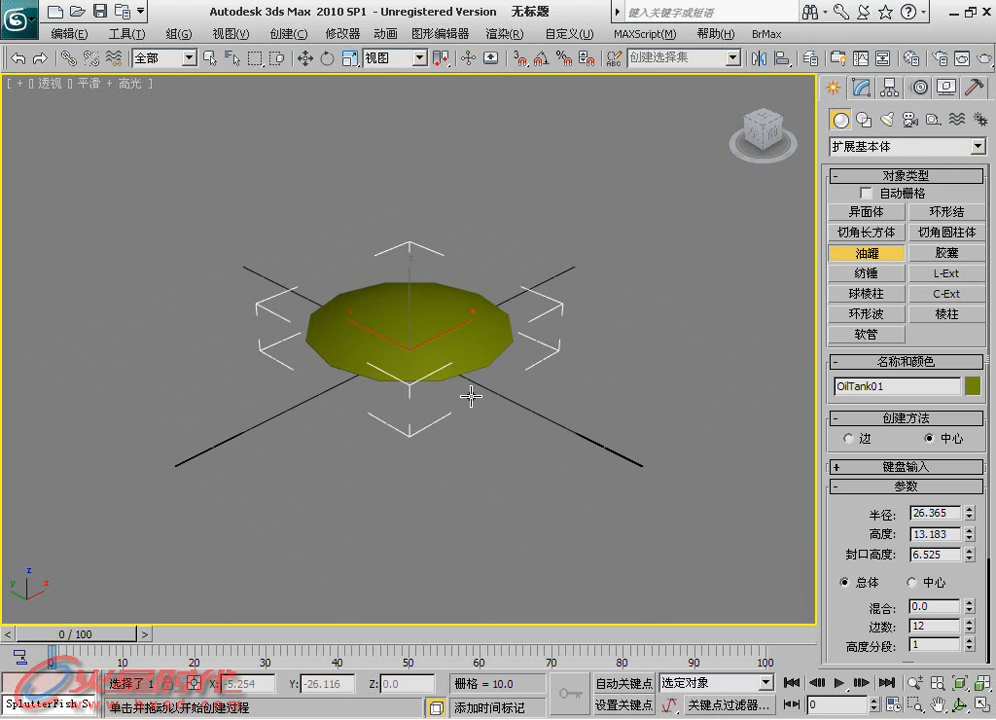 Autodesk 3ds Max 2010 SP1 - Unregistered Version 无标题
键入关键字或短语
编辑(E) 工具(T) 组(G) 视图(V) 创建(C) 修改器 动画 图形编辑器 渲染(R) 自定义(U) MAXScript(M) 帮助(H) BrMax
全部 视图 创建选择集
[ + ] 透视 [] 平滑 + 高光 ]
扩展基本体
- 对象类型
自动栅格
异面体 环形结
切角长方体 切角圆柱体
油罐 胶囊
纺锤 L-Ext
球棱柱 C-Ext
环形波 棱柱
软管
- 名称和颜色
OilTank01
- 创建方法
边 中心
+ 键盘输入
- 参数
半径: 26.365
高度: 13.183
封口高度: 6.525
总体 中心
混合: 0.0
边数: 12
高度分段: 1
z
y x
< 0 / 100 >
0 10 20 30 40 50 60 70 80 90 100
选择了 1 X: -5.254 Y: -26.116 Z: 0.0 栅格 = 10.0 自动关键点 选定对象
SplutterFish S 单击并拖动以开始创建过程 添加时间标记 设置关键点 关键点过滤器... 0